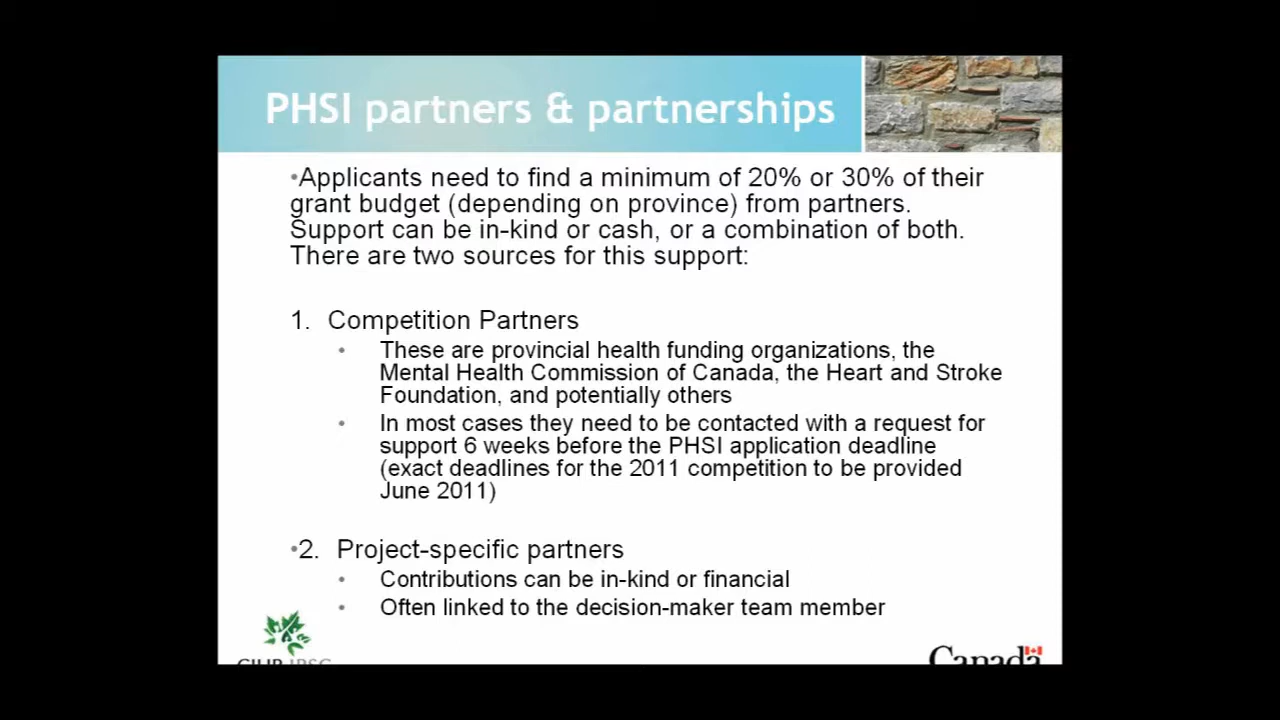 PHSI partners & partnerships
•Applicants need to find a minimum of 20% or 30% of their
grant budget (depending on province) from partners.
Support can be in-kind or cash, or a combination of both.
There are two sources for this support:
1. Competition Partners
• These are provincial health funding organizations, the
Mental Health Commission of Canada, the Heart and Stroke
Foundation, and potentially others
• In most cases they need to be contacted with a request for
support 6 weeks before the PHSI application deadline
(exact deadlines for the 2011 competition to be provided
June 2011)
•2. Project-specific partners
• Contributions can be in-kind or financial
• Often linked to the decision-maker team member
Canada